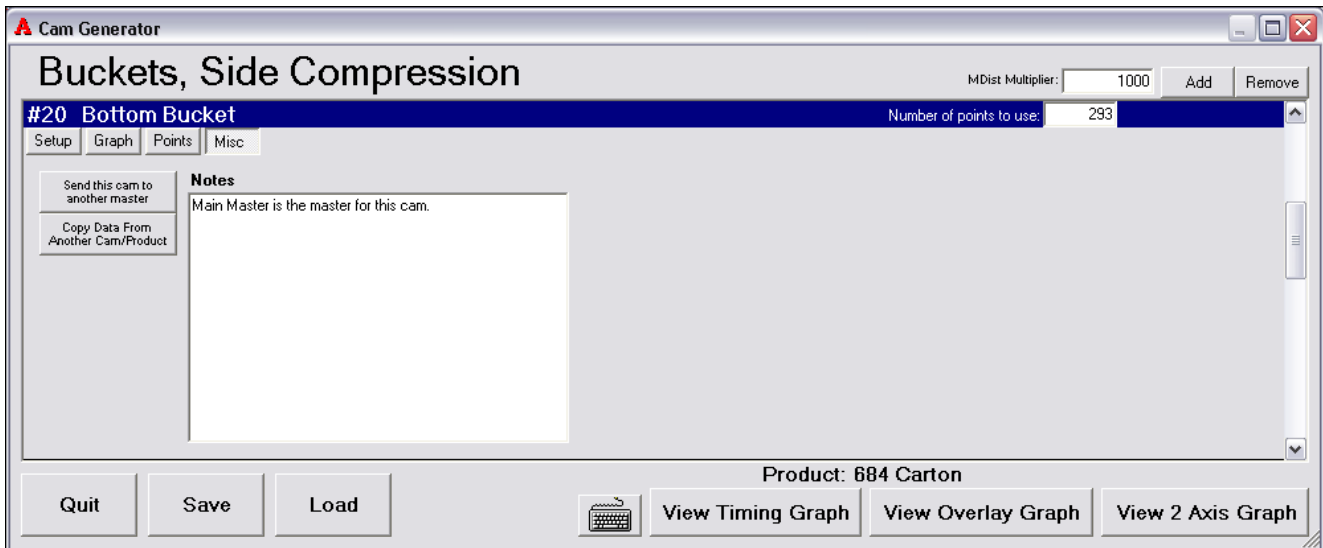 Cam Generator
Buckets, Side Compression
MDist Multiplier: 1000 Add Remove
#20 Bottom Bucket Number of points to use: 293
Setup Graph Points Misc
Send this cam to
another master
Copy Data From
Another Cam/Product
Notes
Main Master is the master for this cam.
Product: 684 Carton
Quit Save Load View Timing Graph View Overlay Graph View 2 Axis Graph